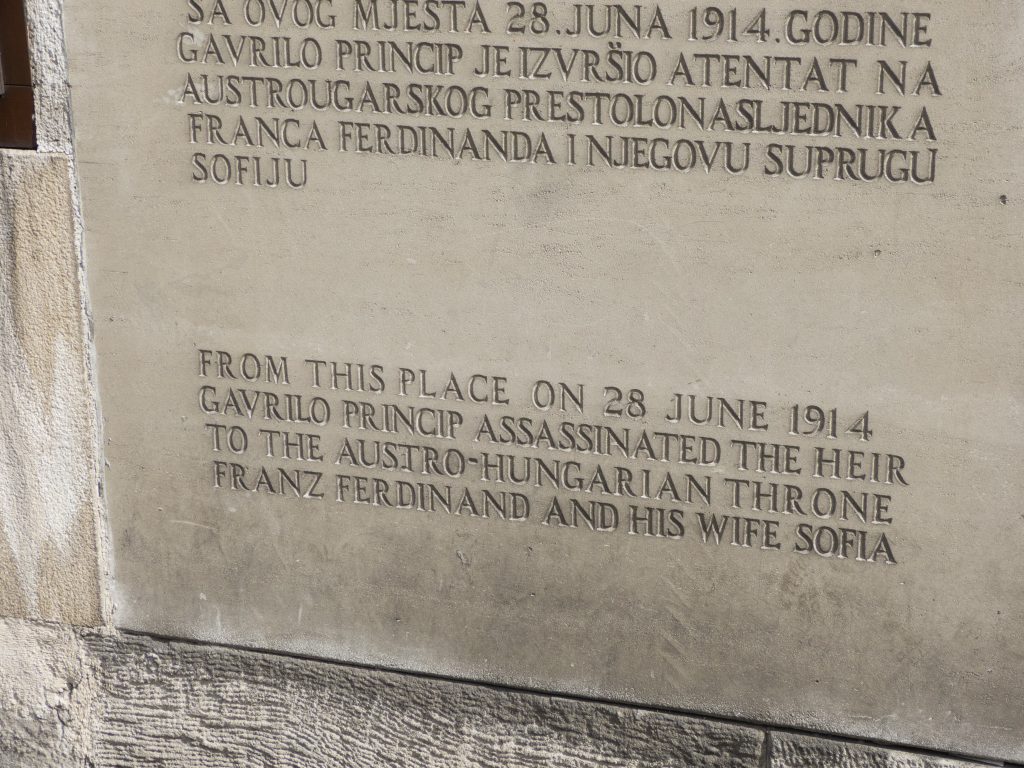 SA OVOG MJESTA 28.JUNA 1914.GODINE
GAVRILO PRINCIP JE IZVRŠIO ATENTAT NA
AUSTROUGARSKOG PRESTOLONASLJEDNIKA
FRANCA FERDINANDA I NJEGOVU SUPRUGU
SOFIJU
FROM THIS PLACE ON 28 JUNE 1914
GAVRILO PRINCIP ASSASSINATED THE HEIR
TO THE AUSTRO-HUNGARIAN THRONE
FRANZ FERDINAND AND HIS WIFE SOFIA